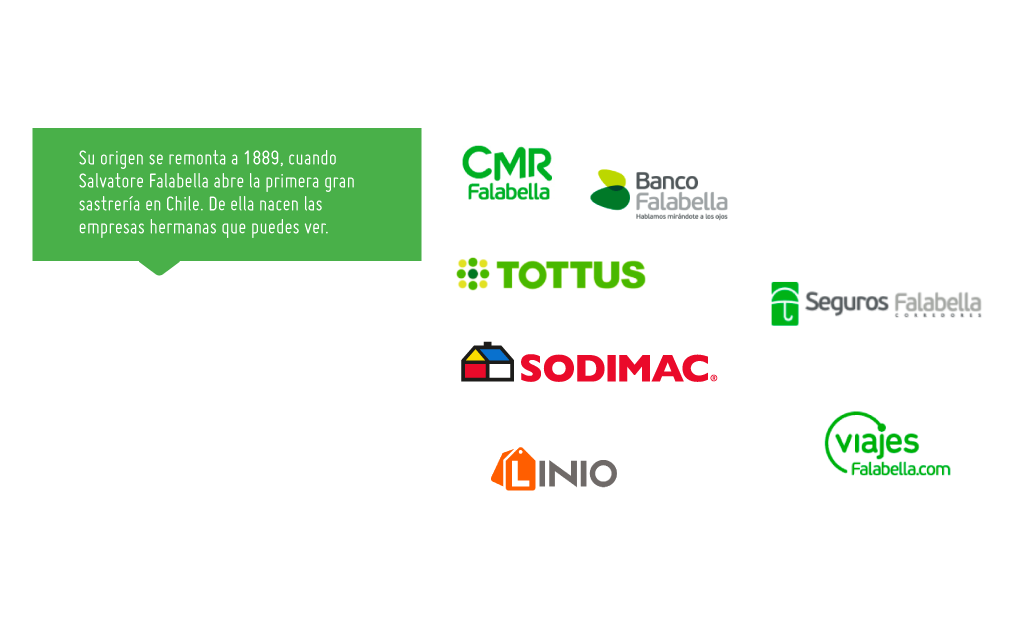 Su origen se remonta a 1889, cuando
Salvatore Falabella abre la primera gran
sastrería en Chile. De ella nacen las
empresas hermanas que puedes ver.
CMR
Falabella
Banco
Falabella
Hablamos mirándote a los ojos
TOTTUS
Seguros Falabella
CORREDORES
SODIMAC®
viajes
Falabella.com
LINIO